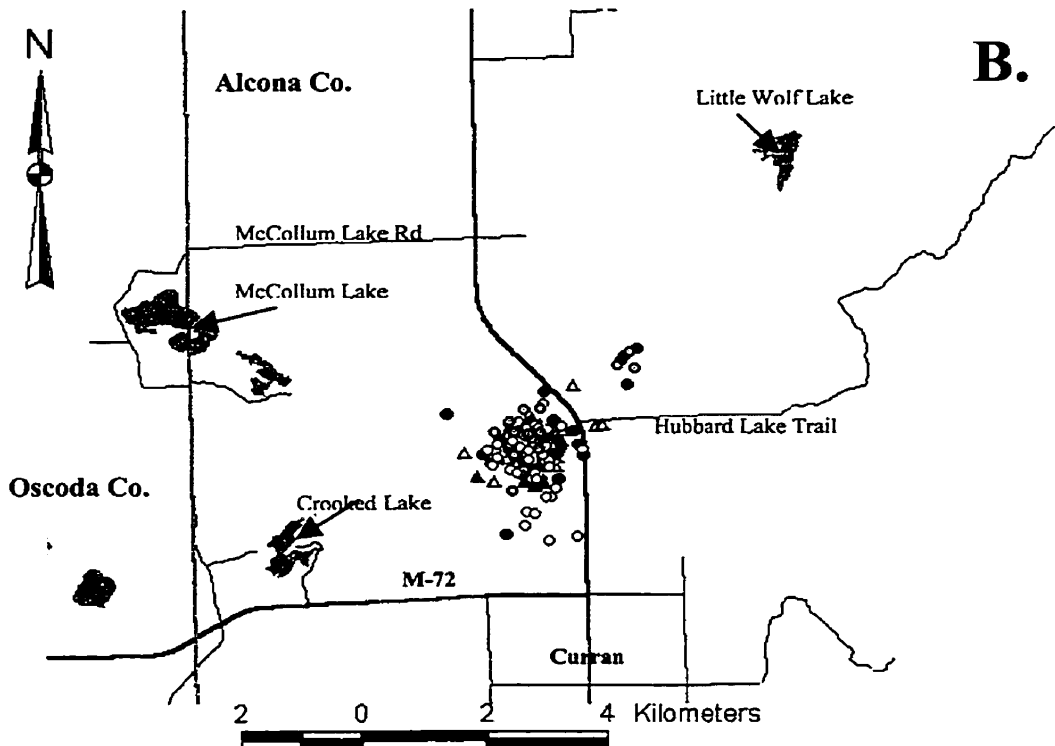 N
Alcona Co.
B.
Little Wolf Lake
McCollum Lake Rd
McCollum Lake
Hubbard Lake Trail
Oscoda Co.
Crooked Lake
M-72
Curran
2 0 2 4 Kilometers